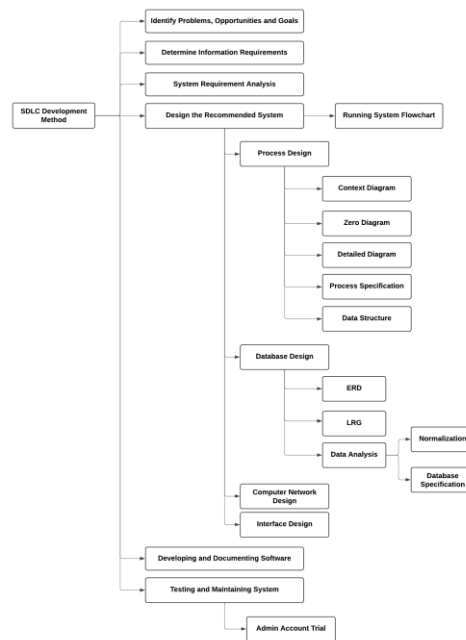 Identify Problems, Opportunities and Goals
Determine Information Requirements
System Requirement Analysis
SDLC Development
Method
Design the Recommended System
Running System Flowchart
Process Design
Context Diagram
Zero Diagram
Detailed Diagram
Process Specification
Data Structure
Database Design
ERD
LRG
Data Analysis
Normalization
Database
Specification
Computer Network
Design
Interface Design
Developing and Documenting Software
Testing and Maintaining System
Admin Account Trial